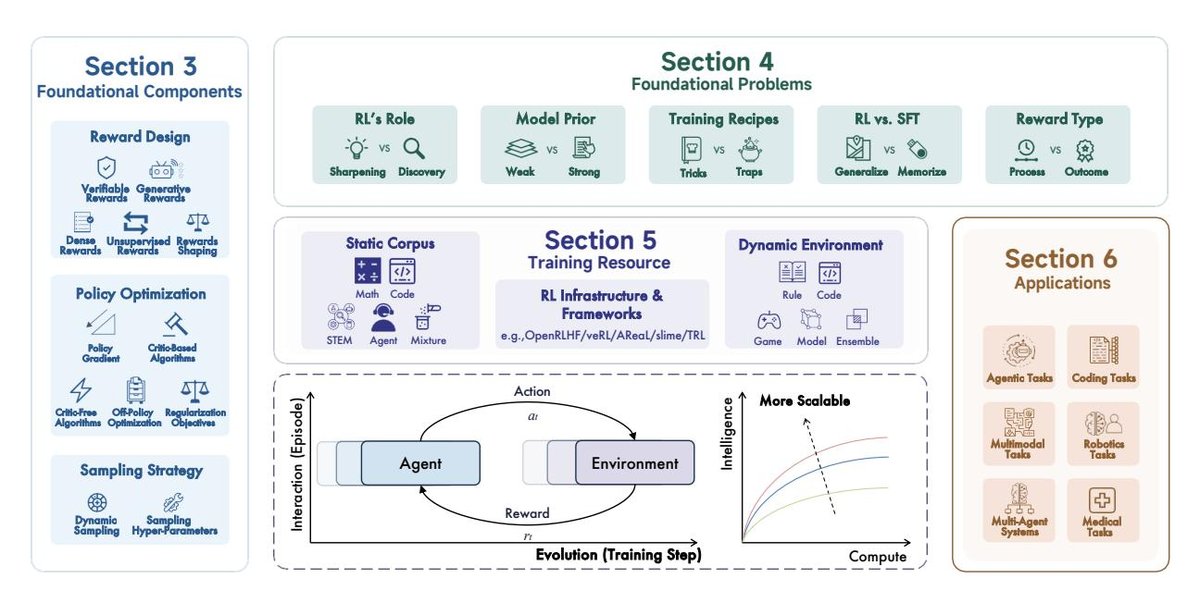 Section 3
Foundational Components
Reward Design
Verifiable Rewards
Generative Rewards
Dense Rewards
Unsupervised Rewards
Rewards Shaping
Policy Optimization
Policy Gradient
Critic-Based Algorithms
Critic-Free Algorithms
Off-Policy Optimization
Regularization Objectives
Sampling Strategy
Dynamic Sampling
Sampling Hyper-Parameters
Section 4
Foundational Problems
RL's Role
VS
Sharpening
Discovery
Model Prior
VS
Weak
Strong
Training Recipes
VS
Tricks
Traps
RL vs. SFT
VS
Generalize
Memorize
Reward Type
VS
Process
Outcome
Section 5
Training Resource
Static Corpus
Math
Code
STEM
Agent
Mixture
RL Infrastructure &
Frameworks
e.g.,OpenRLHF/veRL/AReaL/slime/TRL
Dynamic Environment
Rule
Code
Game
Model
Ensemble
Interaction (Episode)
Action
at
Agent
Environment
Reward
rt
Evolution (Training Step)
Intelligence
More Scalable
Compute
Section 6
Applications
Agentic Tasks
Coding Tasks
Multimodal Tasks
Robotics Tasks
Multi-Agent Systems
Medical Tasks